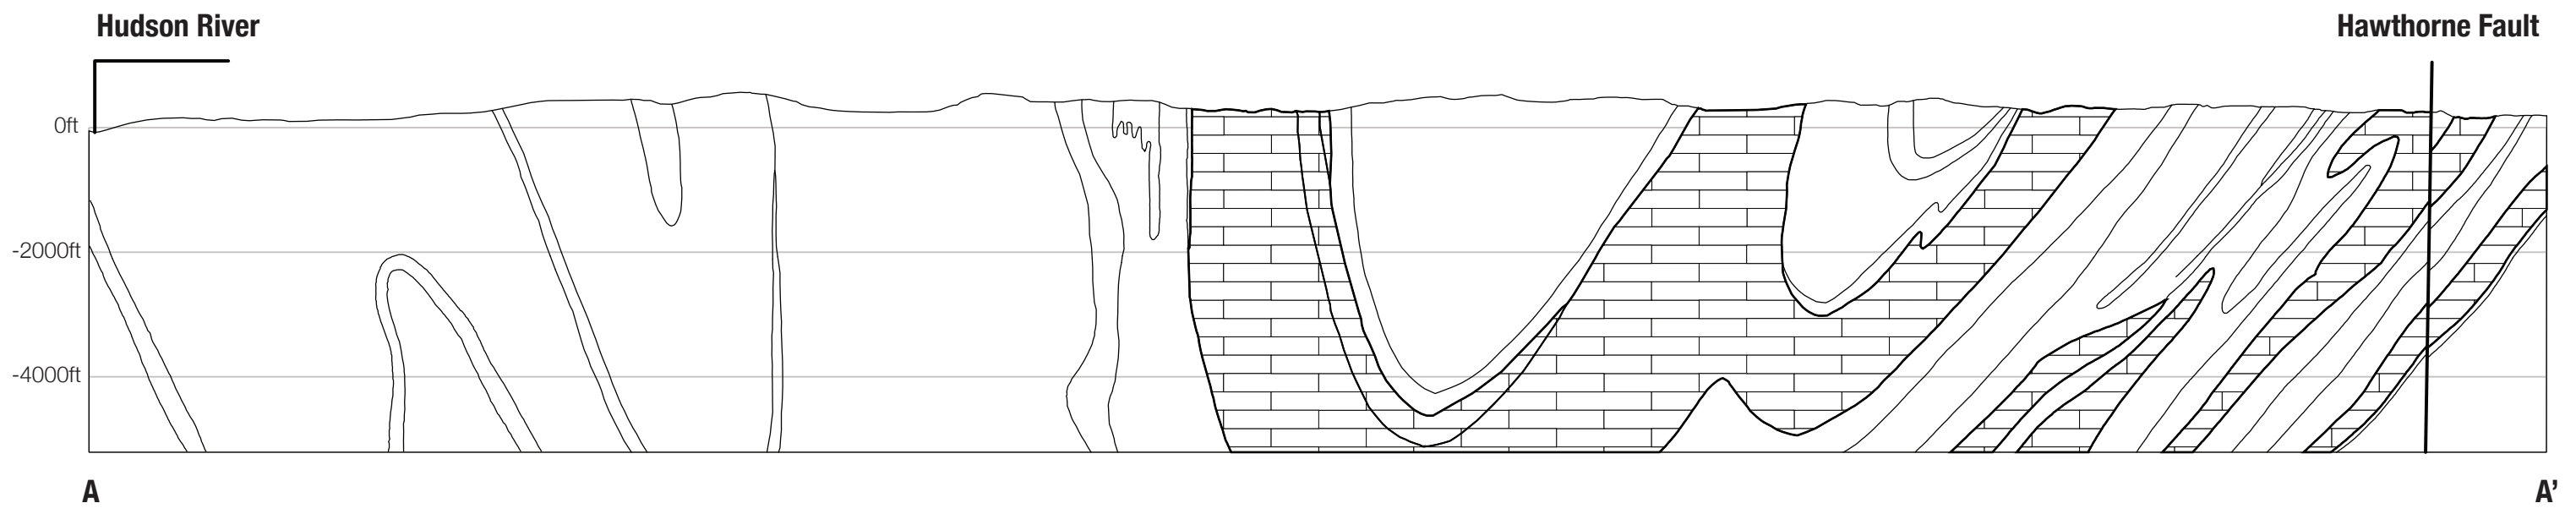 Hudson River
Hawthorne Fault
0ft
-2000ft
-4000ft
A
A’